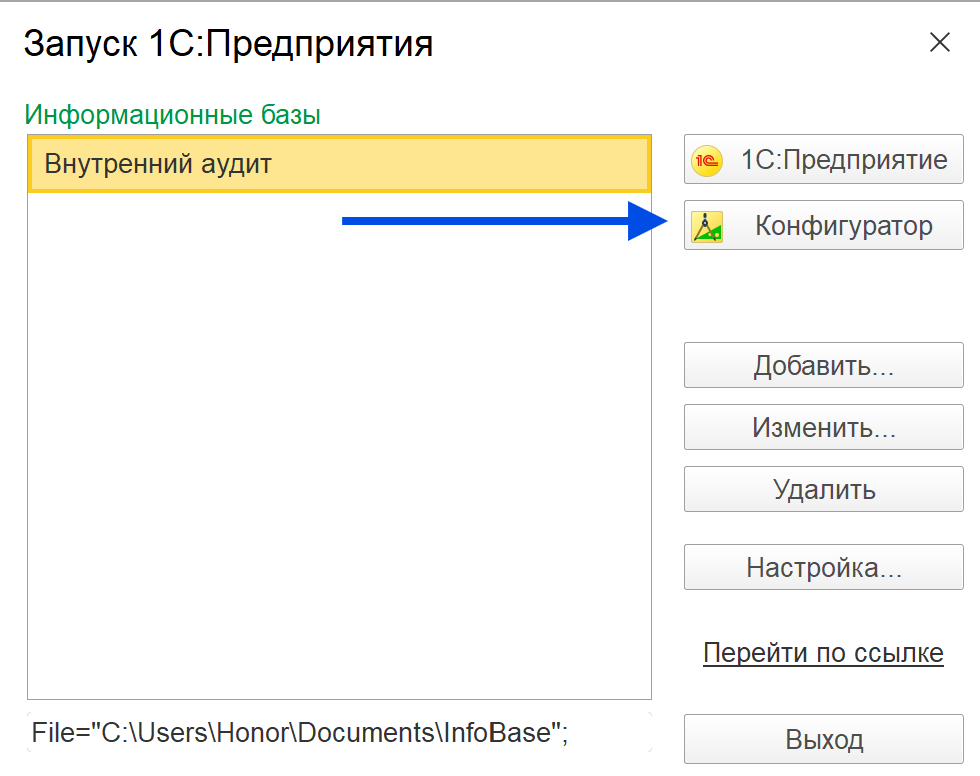 Запуск 1С:Предприятия
Информационные базы
Внутренний аудит
1С 1С:Предприятие
Конфигуратор
Добавить...
Изменить...
Удалить
Настройка...
Перейти по ссылке
File="C:\Users\Honor\Documents\InfoBase";
Выход